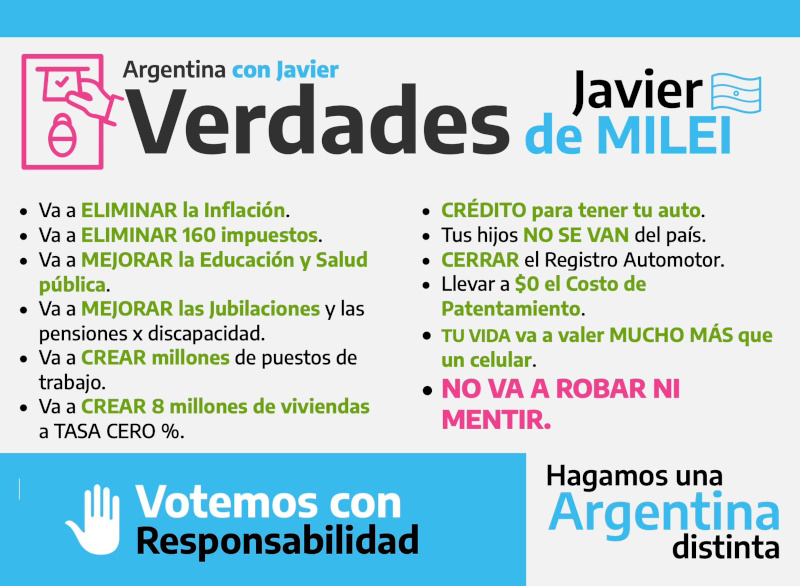 Argentina con Javier
Verdades
Javier
de MILEI
• Va a ELIMINAR la Inflación.
• Va a ELIMINAR 160 impuestos.
• Va a MEJORAR la Educación y Salud
pública.
• Va a MEJORAR las Jubilaciones y las
pensiones x discapacidad.
• Va a CREAR millones de puestos de
trabajo.
• Va a CREAR 8 millones de viviendas
a TASA CERO %.
• CRÉDITO para tener tu auto.
• Tus hijos NO SE VAN del país.
• CERRAR el Registro Automotor.
• Llevar a $0 el Costo de
Patentamiento.
• TU VIDA va a valer MUCHO MÁS que
un celular.
• NO VA A ROBAR NI
MENTIR.
Votemos con
Responsabilidad
Hagamos una
Argentina
distinta